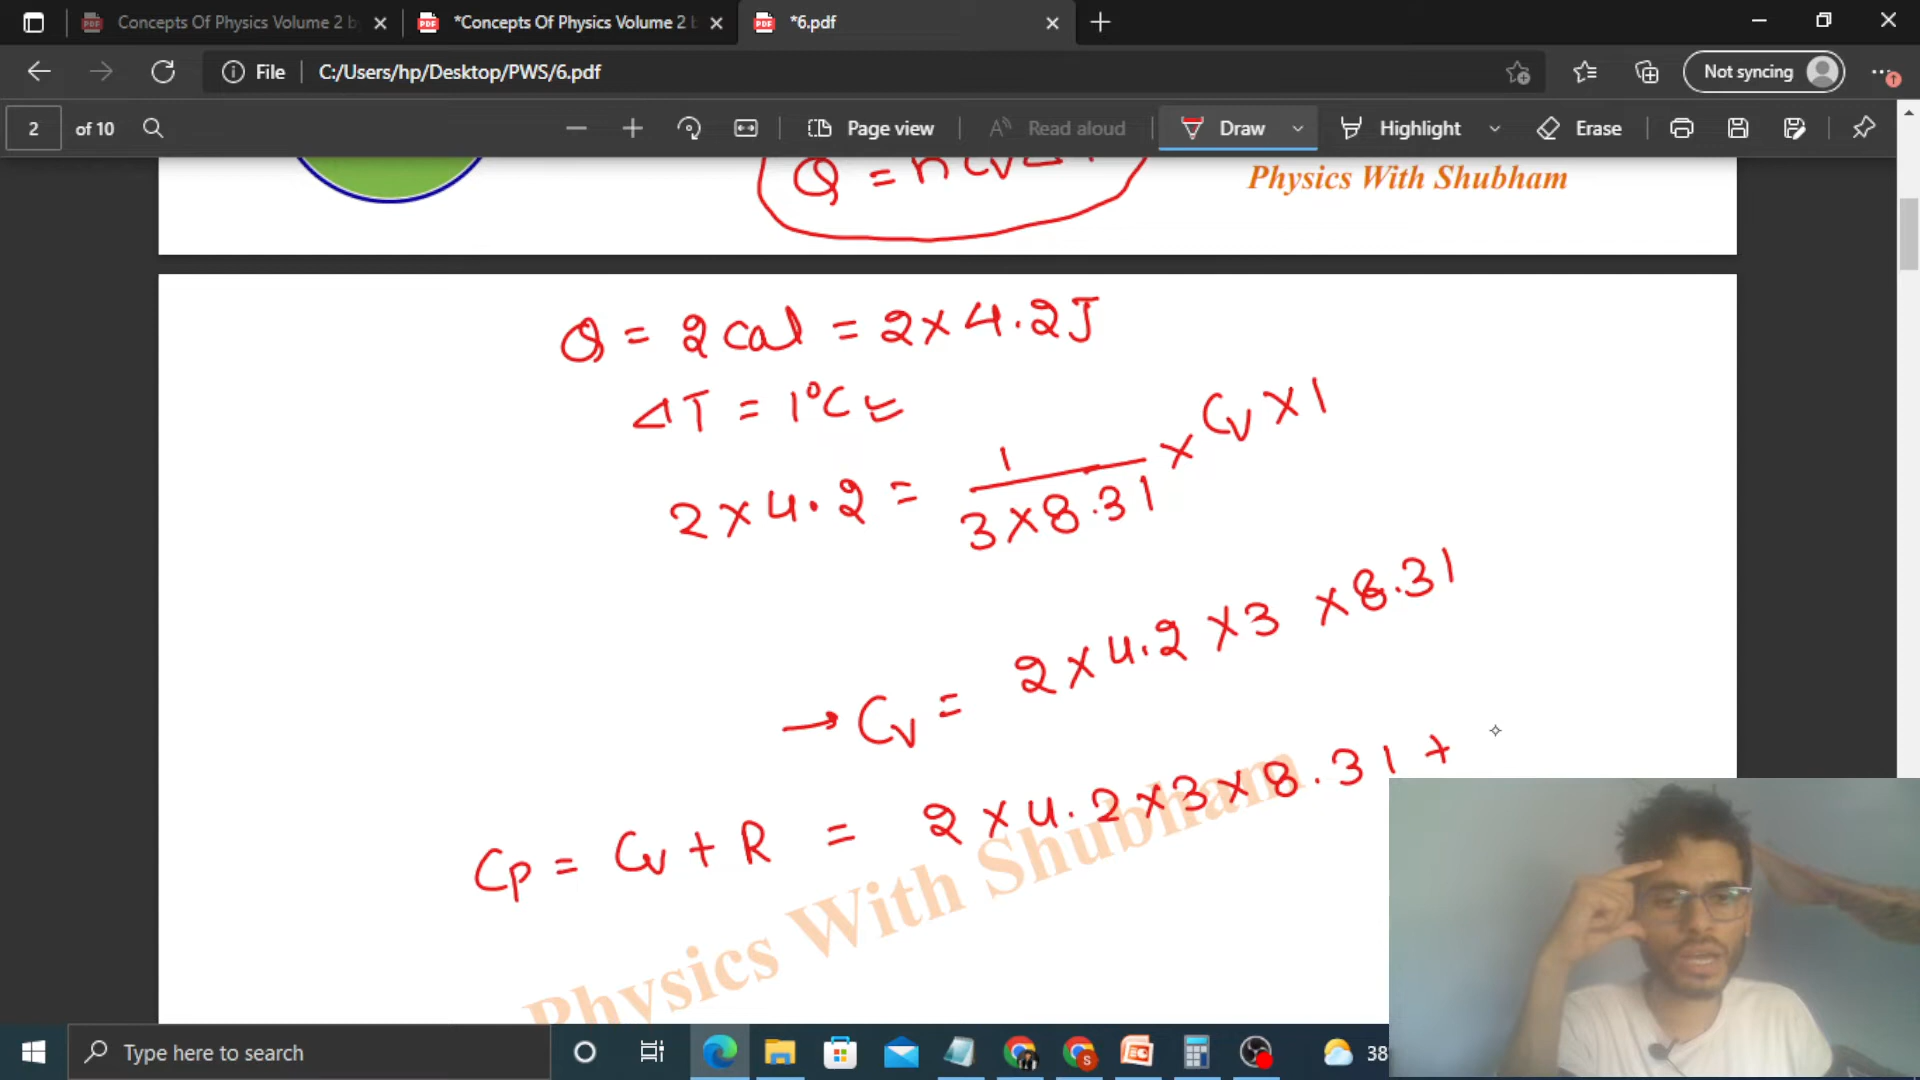 Concepts Of Physics Volume 2 b
*Concepts Of Physics Volume 2 b
*6.pdf
File
C:/Users/hp/Desktop/PWS/6.pdf
Not syncing
2 of 10
Page view
Read aloud
Draw
Highlight
Erase
Q = nCvΔT
Physics With Shubham
Q = 2 Cal = 2 × 4.2 J
ΔT = 1°C
2 × 4.2 = 1 / 3 × 8.31 × Cv × 1
→ Cv = 2 × 4.2 × 3 × 8.31
Cp = Cv + R = 2 × 4.2 × 3 × 8.31 +
Physics With Shubham
Type here to search
38